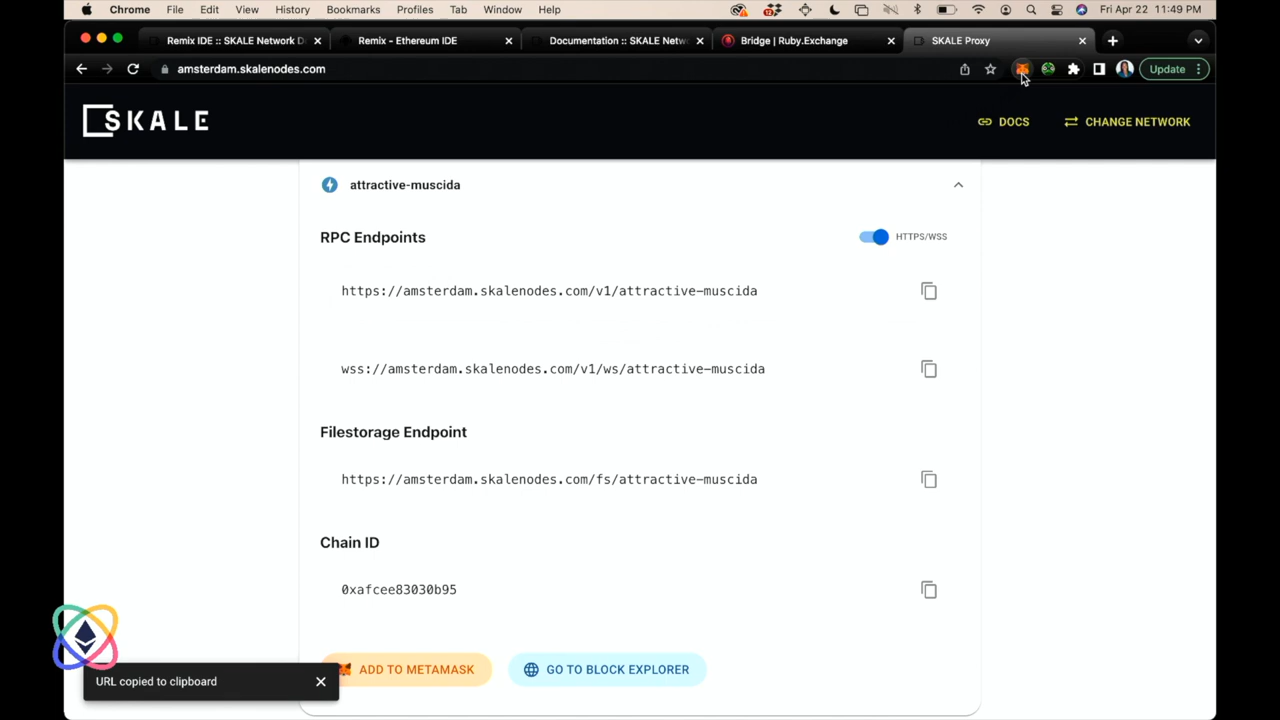 Chrome File Edit View History Bookmarks Profiles Tab Window Help Fri Apr 22 11:49 PM
Remix IDE :: SKALE Network D
Remix - Ethereum IDE
Documentation :: SKALE Netw
Bridge | Ruby.Exchange
SKALE Proxy
amsterdam.skalenodes.com
Update
SKALE
DOCS
CHANGE NETWORK
attractive-muscida
RPC Endpoints
HTTPS/WSS
https://amsterdam.skalenodes.com/v1/attractive-muscida
wss://amsterdam.skalenodes.com/v1/ws/attractive-muscida
Filestorage Endpoint
https://amsterdam.skalenodes.com/fs/attractive-muscida
Chain ID
0xafcee83030b95
ADD TO METAMASK
GO TO BLOCK EXPLORER
URL copied to clipboard